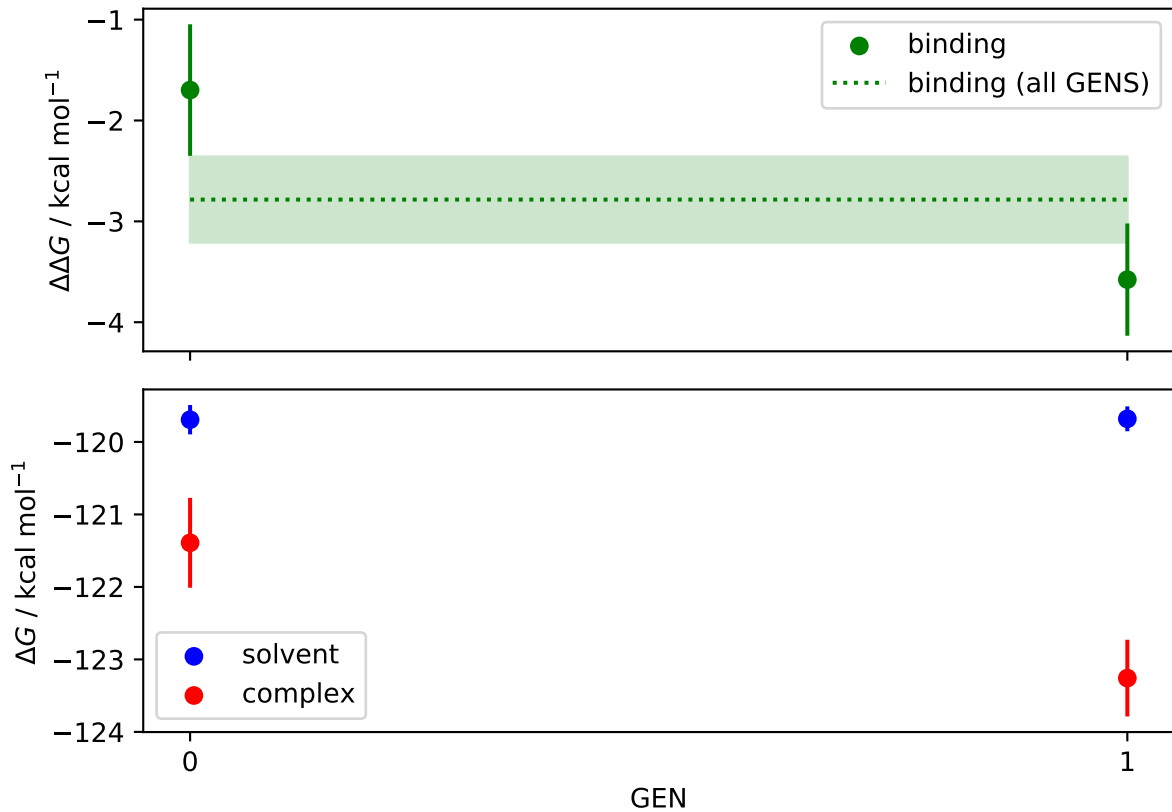 −1
−2
−3
−4
ΔΔG / kcal mol⁻¹
binding
binding (all GENS)
−120
−121
−122
−123
−124
ΔG / kcal mol⁻¹
solvent
complex
0
1
GEN